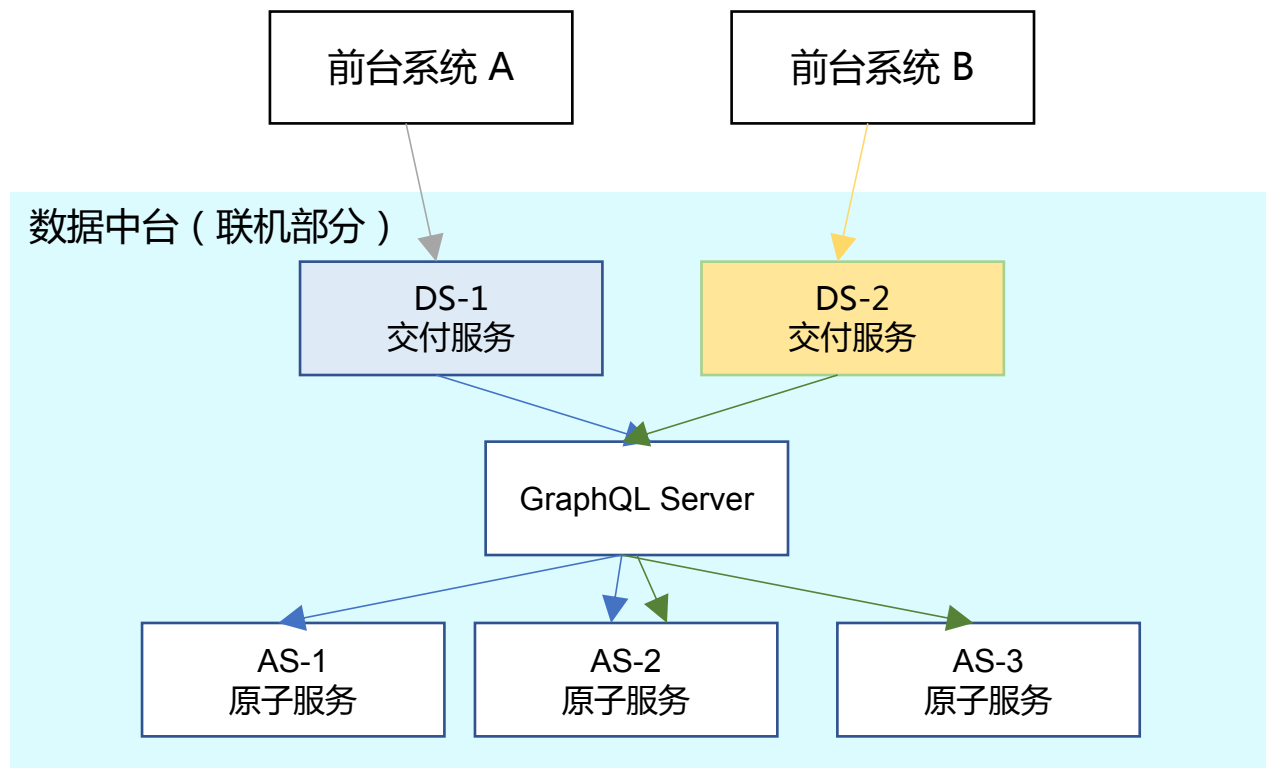 前台系统 A
前台系统 B
数据中台（联机部分）
DS-1
交付服务
DS-2
交付服务
GraphQL Server
AS-1
原子服务
AS-2
原子服务
AS-3
原子服务